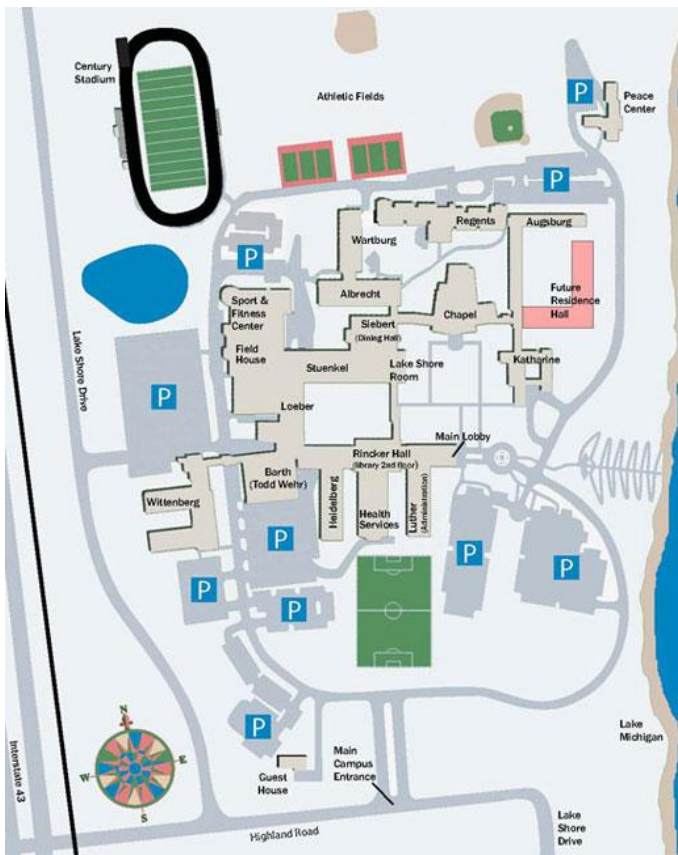 Century
Stadium
Athletic Fields
P
Peace
Center
P
Regents
Augsburg
Wartburg
P
Albrecht
Future
Residence
Hall
Sport &
Fitness
Center
Siebert
(Dining Hall)
Chapel
Field
House
Stuenkel
Lake Shore
Room
Katharine
Lake Shore Drive
P
Loeber
Main Lobby
Rincker Hall
(library 2nd floor)
Barth
(Todd Wehr)
Wittenberg
Heidelberg
Health
Services
Luther
(Administration)
P
P
P
P
P
P
N
W
E
S
Interstate 43
Guest
House
Main
Campus
Entrance
Lake
Michigan
Highland Road
Lake
Shore
Drive